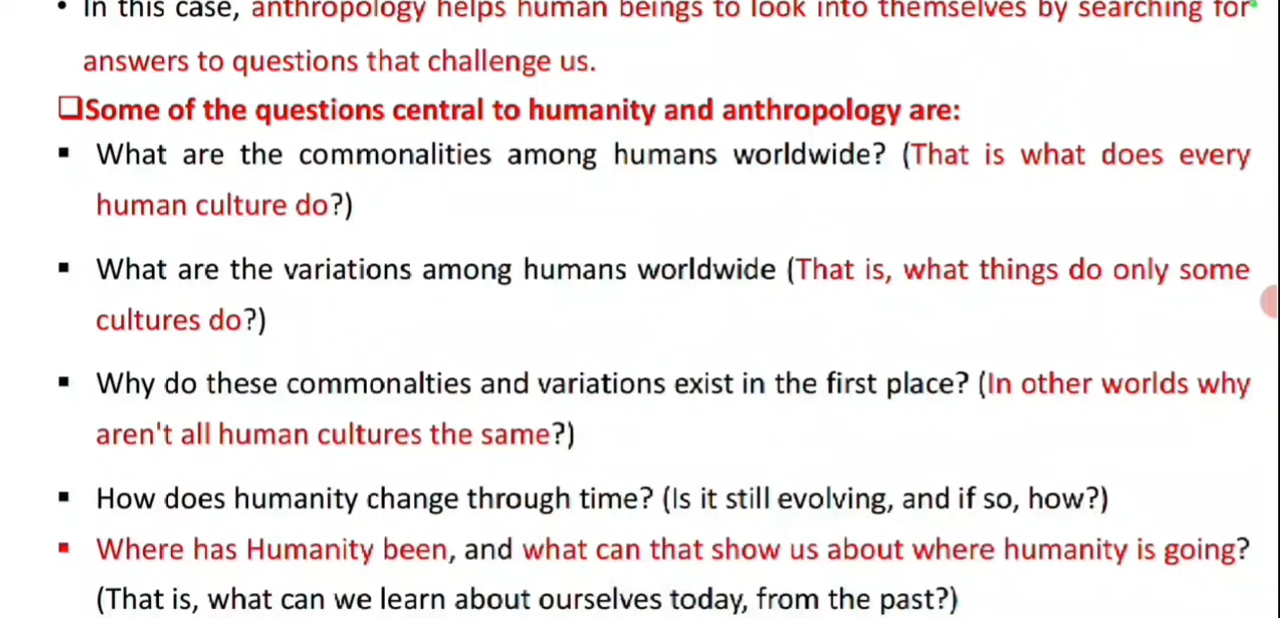 • In this case, anthropology helps human beings to look into themselves by searching for
answers to questions that challenge us.
❑Some of the questions central to humanity and anthropology are:
▪ What are the commonalities among humans worldwide? (That is what does every
human culture do?)
▪ What are the variations among humans worldwide (That is, what things do only some
cultures do?)
▪ Why do these commonalties and variations exist in the first place? (In other worlds why
aren't all human cultures the same?)
▪ How does humanity change through time? (Is it still evolving, and if so, how?)
▪ Where has Humanity been, and what can that show us about where humanity is going?
(That is, what can we learn about ourselves today, from the past?)